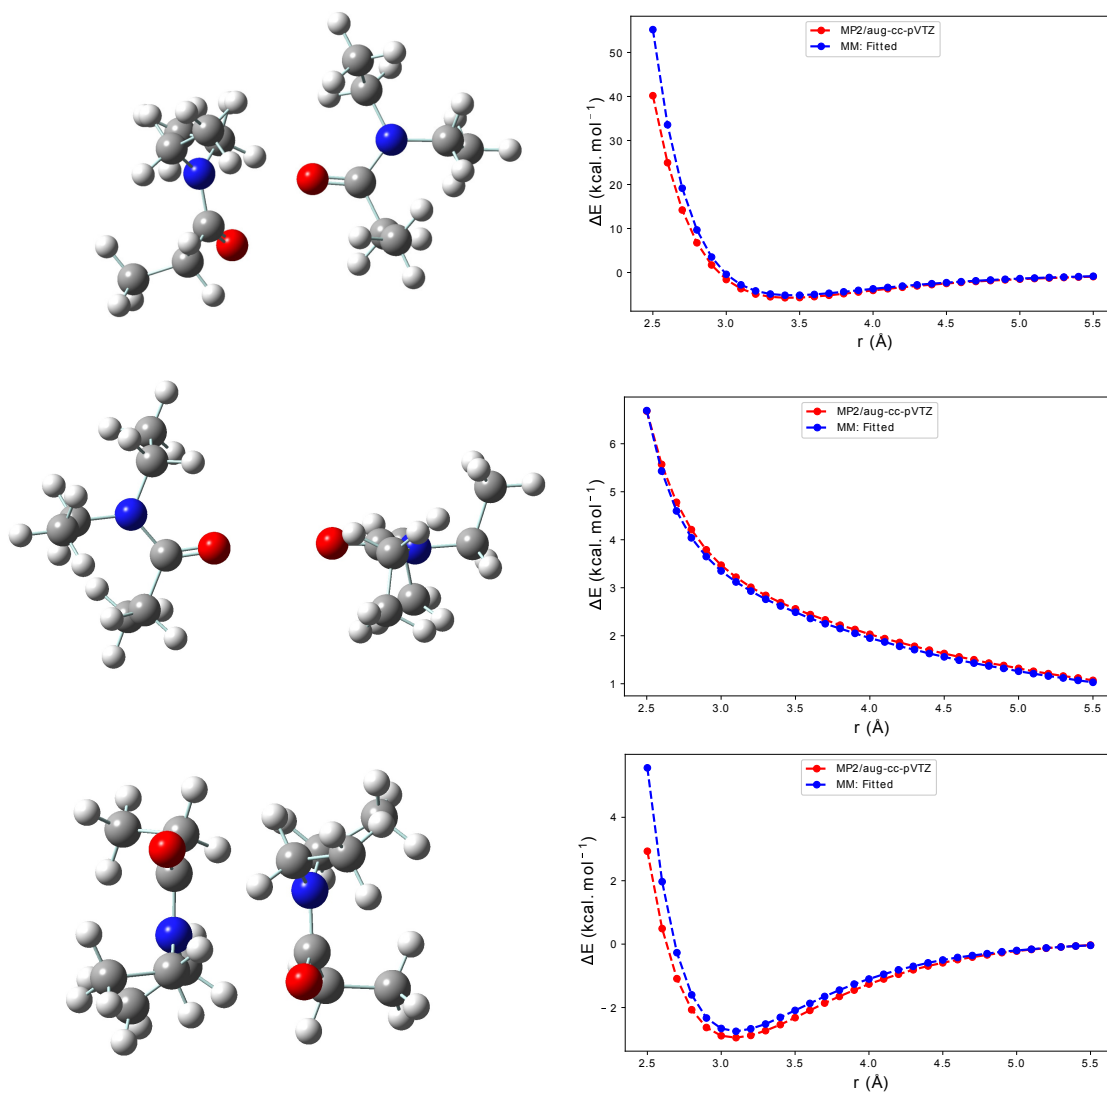 MP2/aug-cc-pVTZ
MM: Fitted
ΔE (kcal. mol⁻¹)
50
40
30
20
10
0
2.5 3.0 3.5 4.0 4.5 5.0 5.5
r (Å)
MP2/aug-cc-pVTZ
MM: Fitted
ΔE (kcal. mol⁻¹)
6
5
4
3
2
1
2.5 3.0 3.5 4.0 4.5 5.0 5.5
r (Å)
MP2/aug-cc-pVTZ
MM: Fitted
ΔE (kcal. mol⁻¹)
4
2
0
−2
2.5 3.0 3.5 4.0 4.5 5.0 5.5
r (Å)